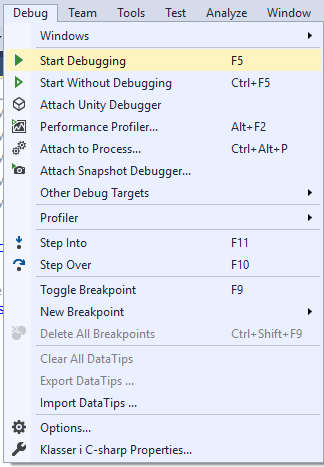 Debug Team Tools Test Analyze Window
Windows
Start Debugging F5
Start Without Debugging Ctrl+F5
Attach Unity Debugger
Performance Profiler... Alt+F2
Attach to Process... Ctrl+Alt+P
Attach Snapshot Debugger...
Other Debug Targets
Profiler
Step Into F11
Step Over F10
Toggle Breakpoint F9
New Breakpoint
Delete All Breakpoints Ctrl+Shift+F9
Clear All DataTips
Export DataTips ...
Import DataTips ...
Options...
Klasser i C-sharp Properties...